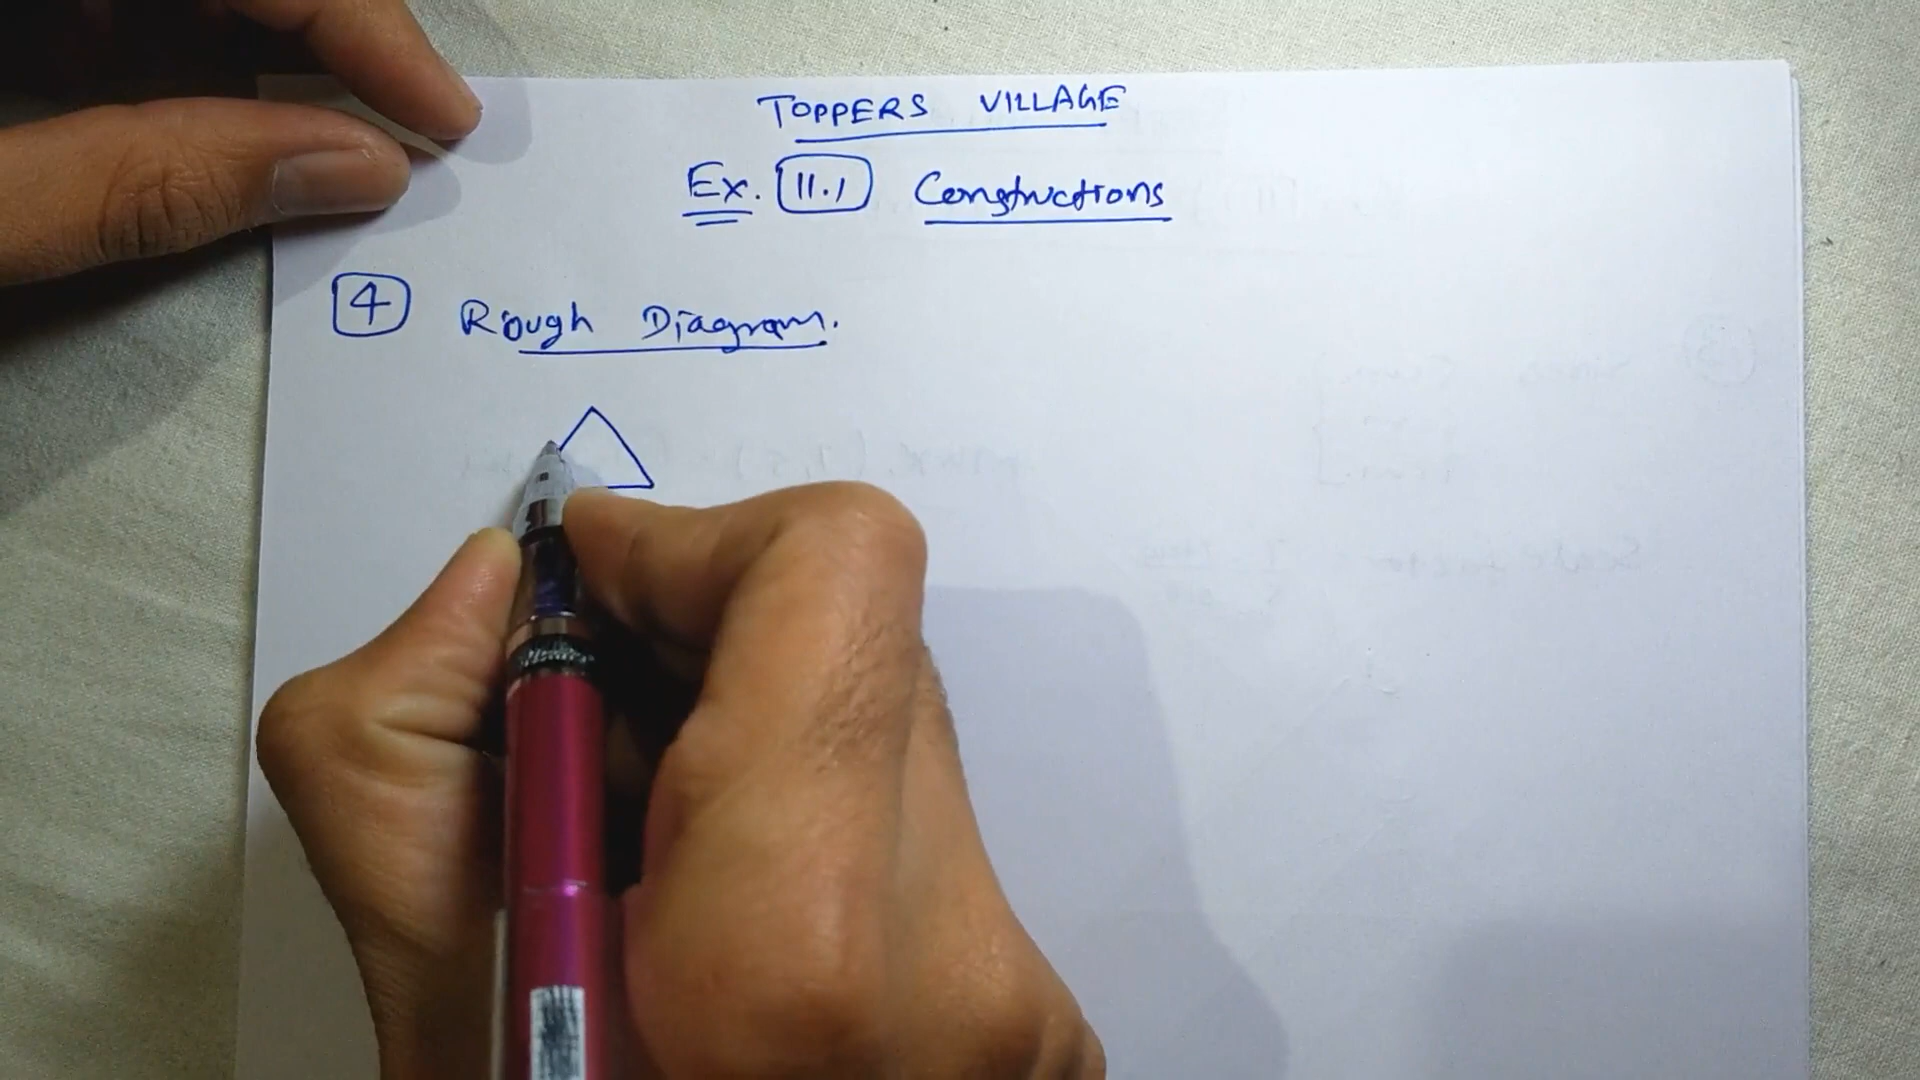 TOPPERS VILLAGE
Ex. 11.1 Constructions
4 Rough Diagram.